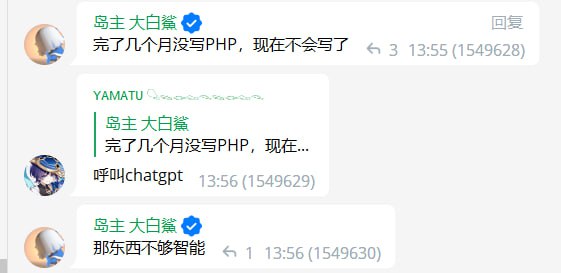 岛主 大白鲨 回复
完了几个月没写PHP，现在不会写了 3 13:55 (1549628)
YAMATU
岛主 大白鲨
完了几个月没写PHP，现在在...
呼叫chatgpt 13:56 (1549629)
岛主 大白鲨
那东西不够智能 1 13:56 (1549630)